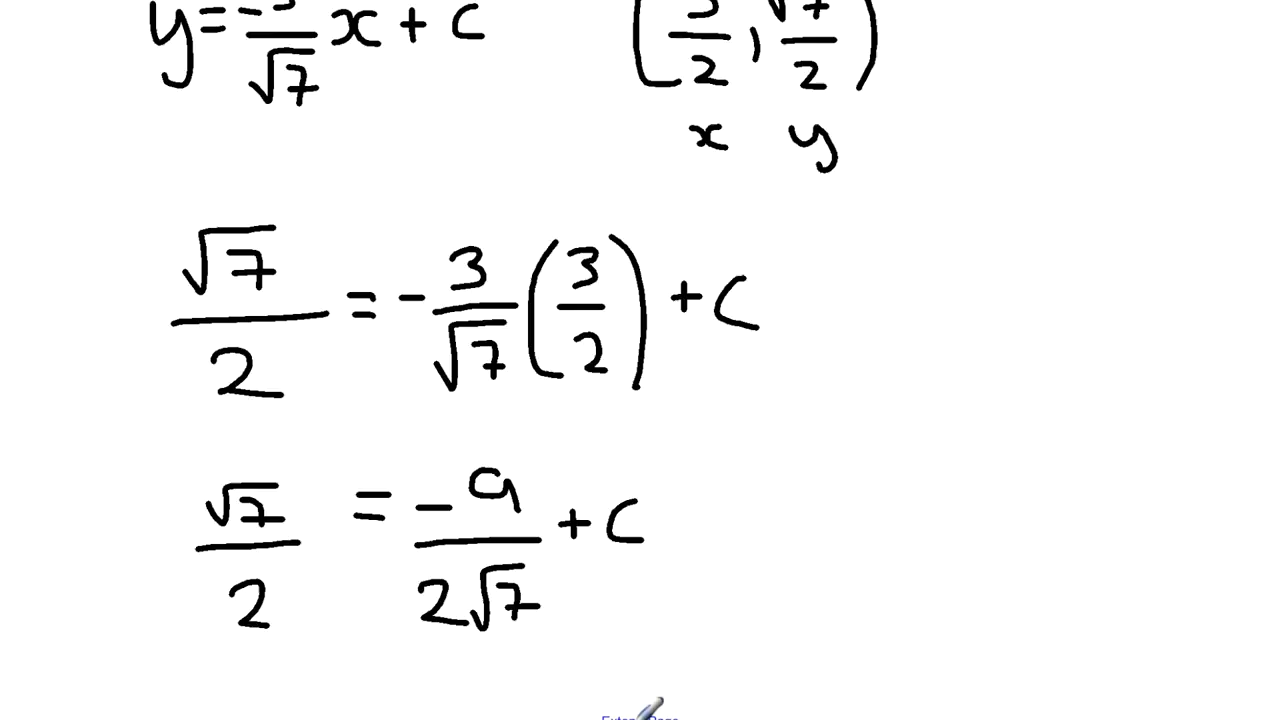 y = -3/√7 x + c (3/2, √7/2)
x y
√7/2 = -3/√7 (3/2) + c
√7/2 = -9/2√7 + c